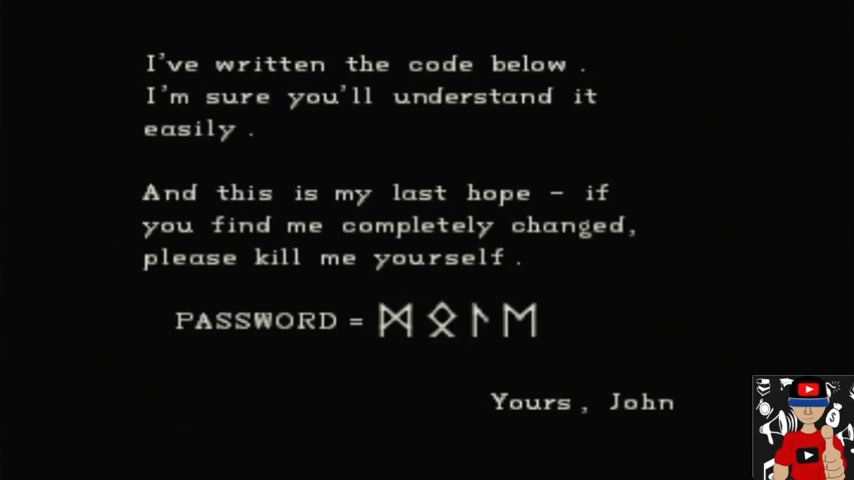 I've written the code below .
I'm sure you'll understand it
easily .
And this is my last hope - if
you find me completely changed,
please kill me yourself .
PASSWORD = ᛞᛟᛚᛖ
Yours , John